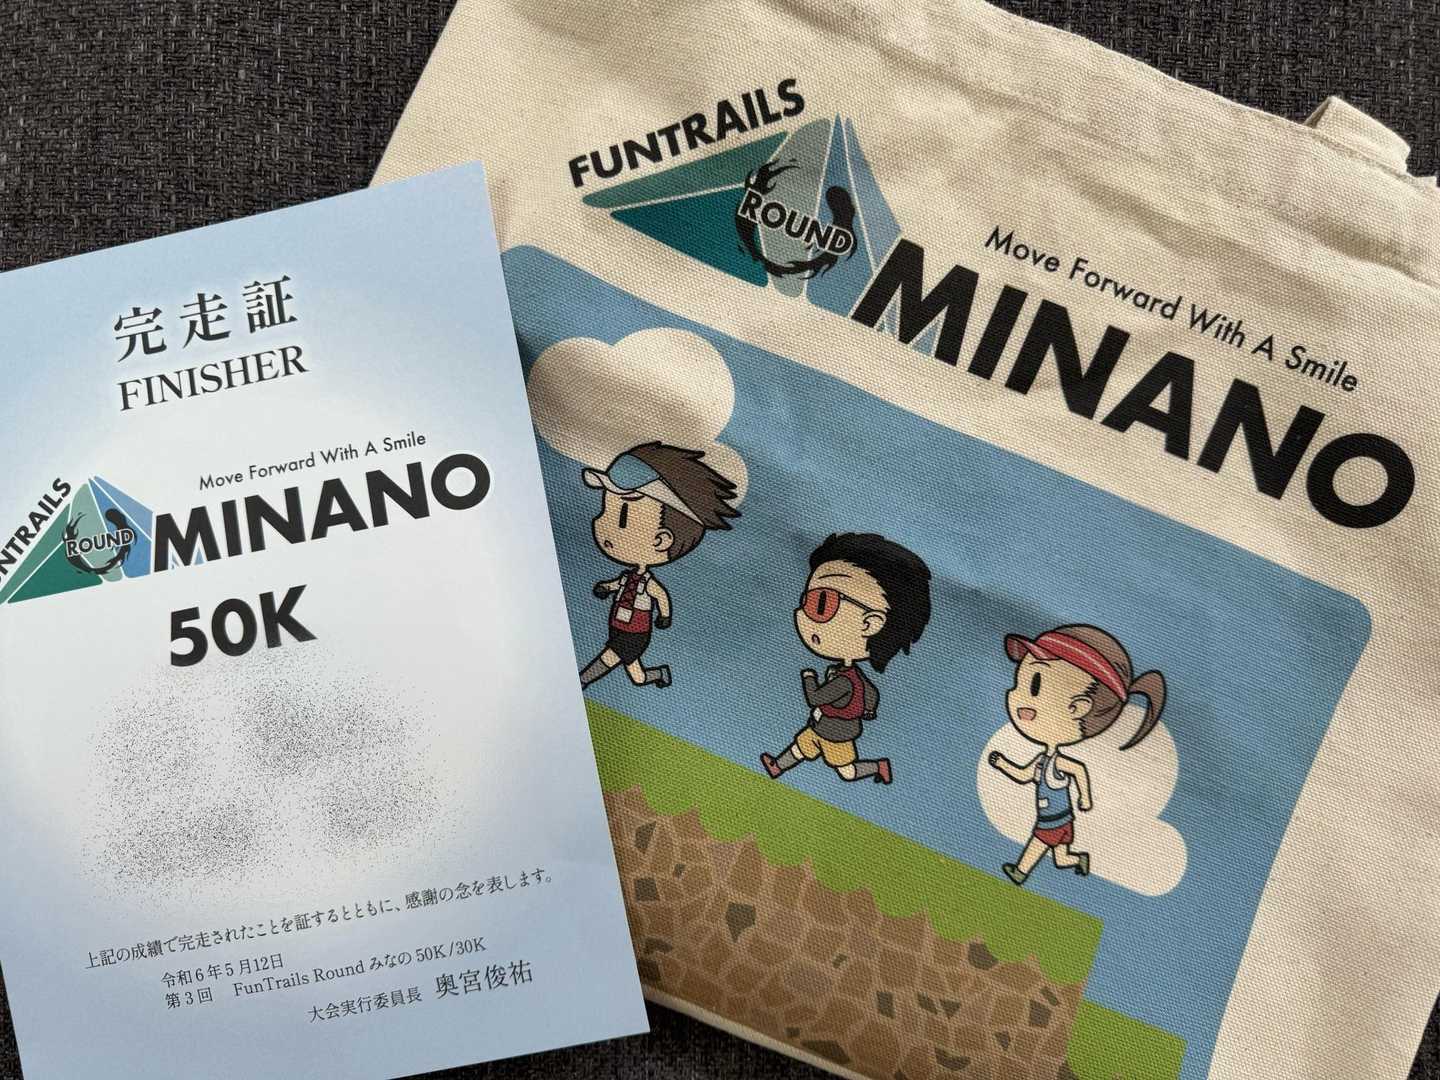 完走証
FINISHER
Move Forward With A Smile
ROUND
MINANO
50K
上記の成績で完走されたことを証するとともに、感謝の念を表します。
令和6年5月12日
第3回 FunTrails Round みなの 50K/30K
大会実行委員長 奥宮俊祐
FUNTRAILS
ROUND
Move Forward With A Smile
MINANO